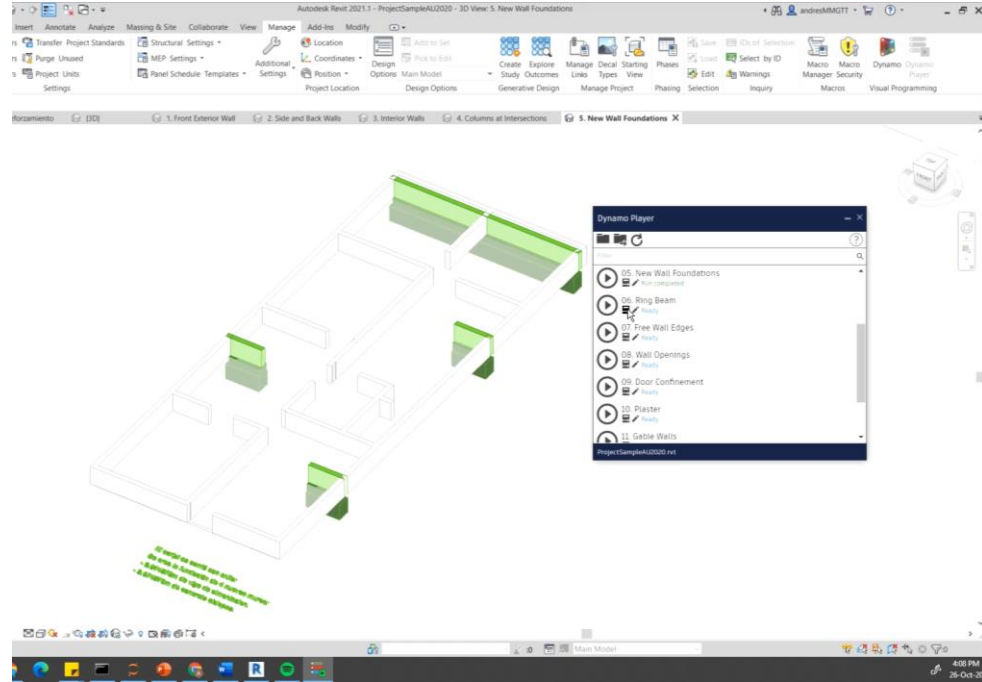 Autodesk Revit 2021.1 - ProjectSampleAU2020 - 3D View: 5. New Wall Foundations
andresMMGTT
Insert Annotate Analyze Massing & Site Collaborate View Manage Add-Ins Modify
Transfer Project Standards
Purge Unused
Project Units
Structural Settings
MEP Settings
Panel Schedule Templates
Additional Settings
Settings
Location
Coordinates
Position
Project Location
Design Options
Add to Set
Pick to Edit
Main Model
Design Options
Create Study
Explore Outcomes
Generative Design
Manage Links
Decal Types
Starting View
Manage Project
Phases
Phasing
Save
Load
Edit
Selection
IDs of Selection
Select by ID
Warnings
Inquiry
Macro Manager
Macro Security
Macros
Dynamo
Dynamo Player
Visual Programming
{3D}
1. Front Exterior Wall
2. Side and Back Walls
3. Interior Walls
4. Columns at Intersections
5. New Wall Foundations X
TOP
FRONT
Dynamo Player
Filter
05. New Wall Foundations
Run completed
06. Ring Beam
Ready
07. Free Wall Edges
Ready
08. Wall Openings
Ready
09. Door Confinement
Ready
10. Plaster
Ready
11. Gable Walls
ProjectSampleAU2020.rvt
:0
Main Model
:0
4:08 PM